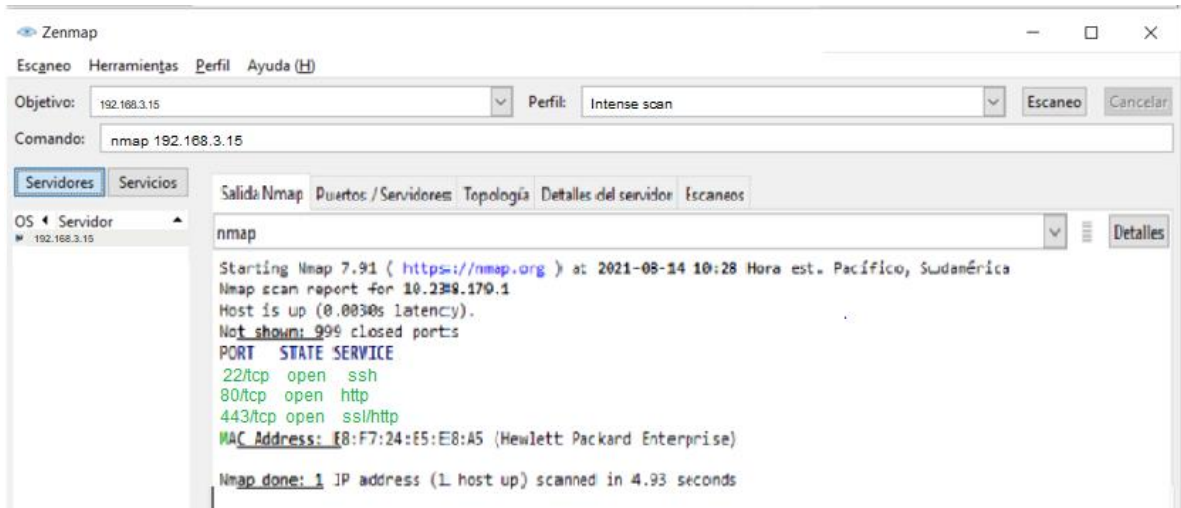 Zenmap
Escaneo Herramientas Perfil Ayuda (H)
Objetivo: 192.168.3.15 Perfil: Intense scan Escaneo Cancelar
Comando: nmap 192.168.3.15
Servidores Servicios
Salida Nmap Puertos / Servidores Topología Detalles del servidor Escaneos
OS Servidor
192.168.3.15
nmap Detalles
Starting Nmap 7.91 ( https://nmap.org ) at 2021-08-14 10:28 Hora est. Pacífico, Sudamérica
Nmap scan report for
Host is up (0.0030s latency).
Not shown: 999 closed ports
PORT STATE SERVICE
22/tcp open ssh
80/tcp open http
443/tcp open ssl/http
MAC Address: E8:F7:24:E5:E8:A5 (Hewlett Packard Enterprise)
Nmap done: 1 IP address (1 host up) scanned in 4.93 seconds